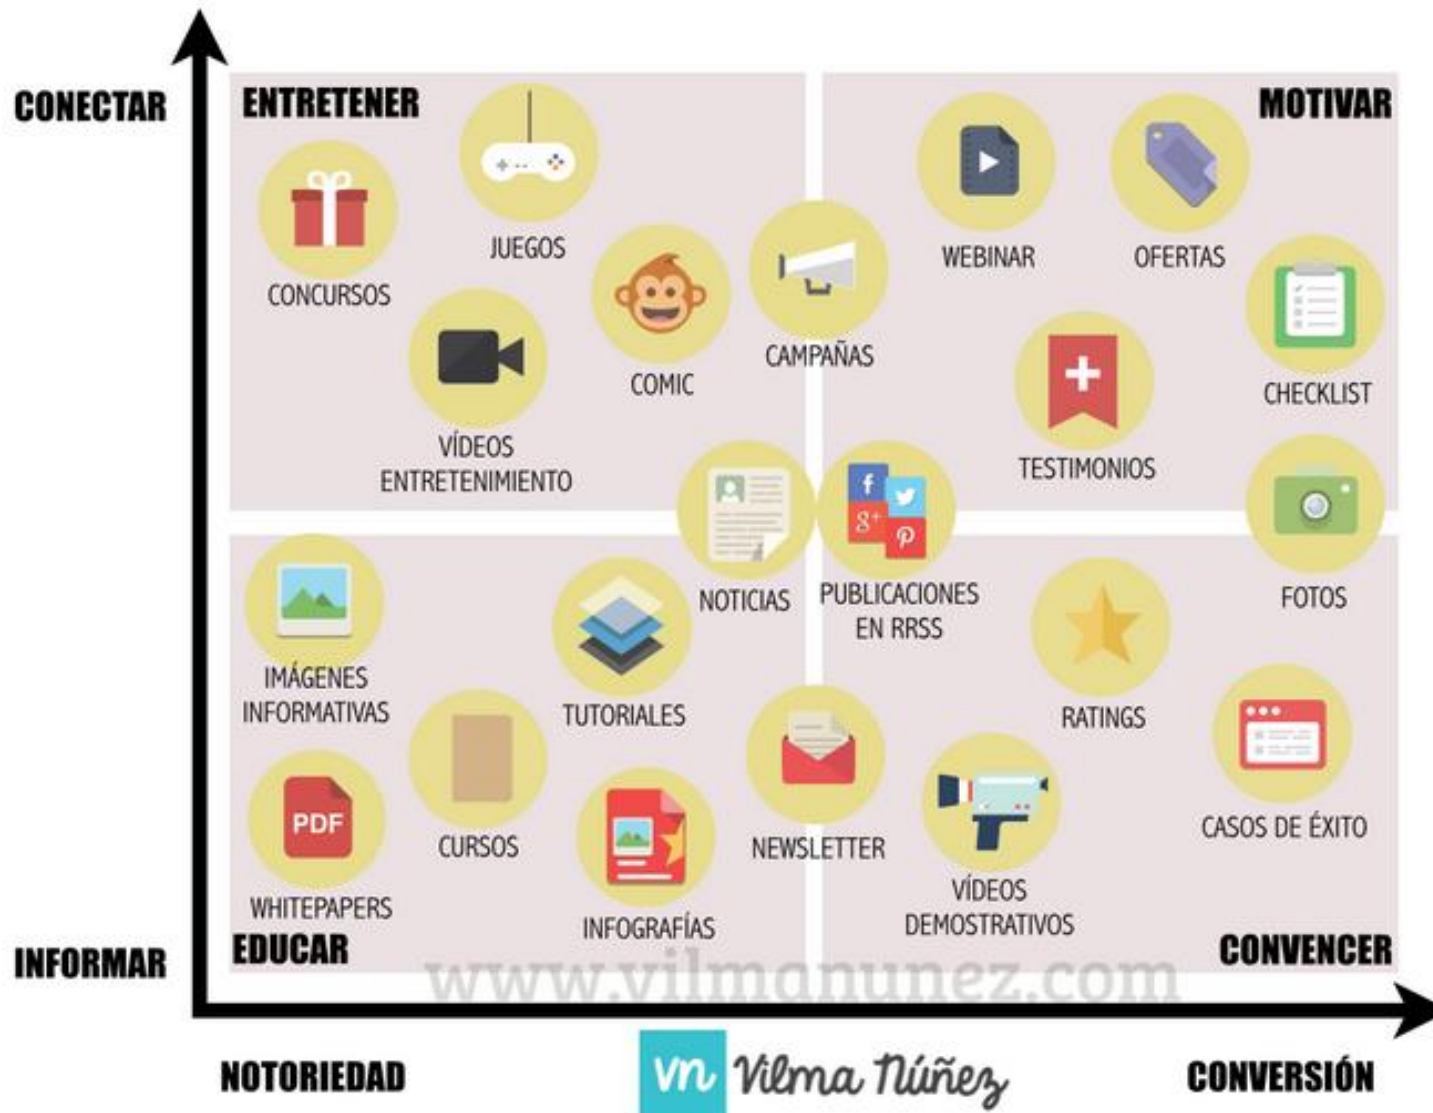 CONECTAR
ENTRETENER
MOTIVAR
JUEGOS
WEBINAR
OFERTAS
CONCURSOS
CAMPAÑAS
COMIC
CHECKLIST
VÍDEOS
ENTRETENIMIENTO
TESTIMONIOS
f
g+
NOTICIAS
PUBLICACIONES
EN RRSS
FOTOS
IMÁGENES
INFORMATIVAS
TUTORIALES
RATINGS
PDF
CURSOS
NEWSLETTER
CASOS DE ÉXITO
WHITEPAPERS
INFOGRAFÍAS
VÍDEOS
DEMOSTRATIVOS
INFORMAR
EDUCAR
CONVENCER
www.vilmanunez.com
NOTORIEDAD
vn Vilma Núñez
CONVERSIÓN